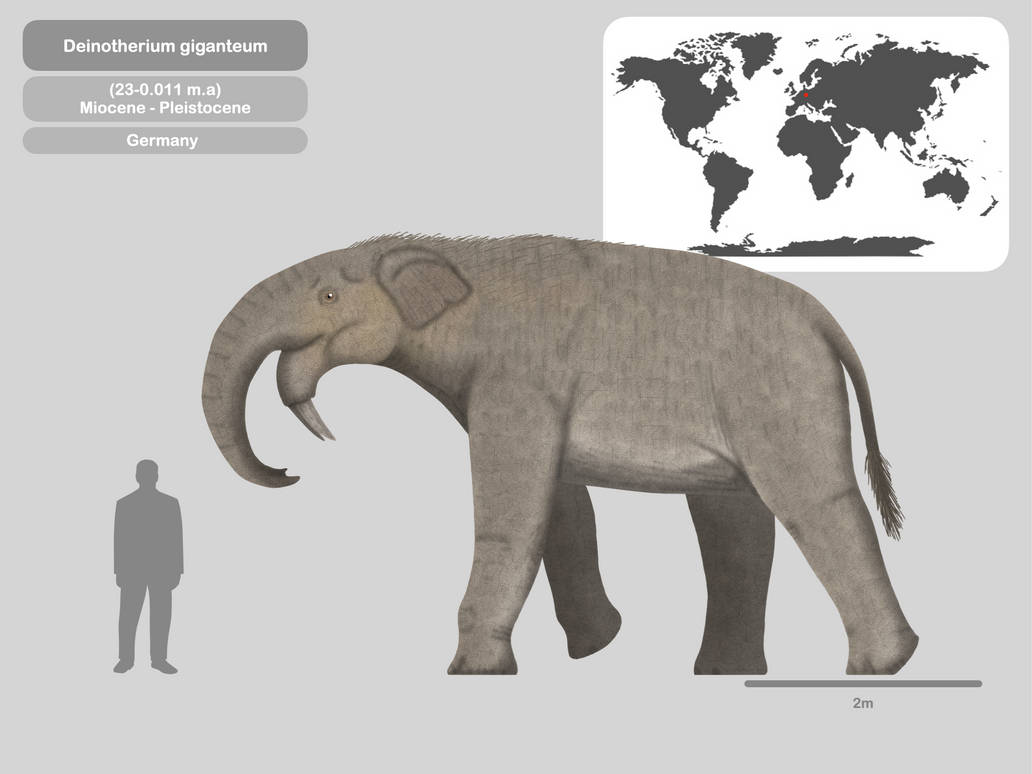 Deinotherium giganteum
(23-0.011 m.a)
Miocene - Pleistocene
Germany
2m